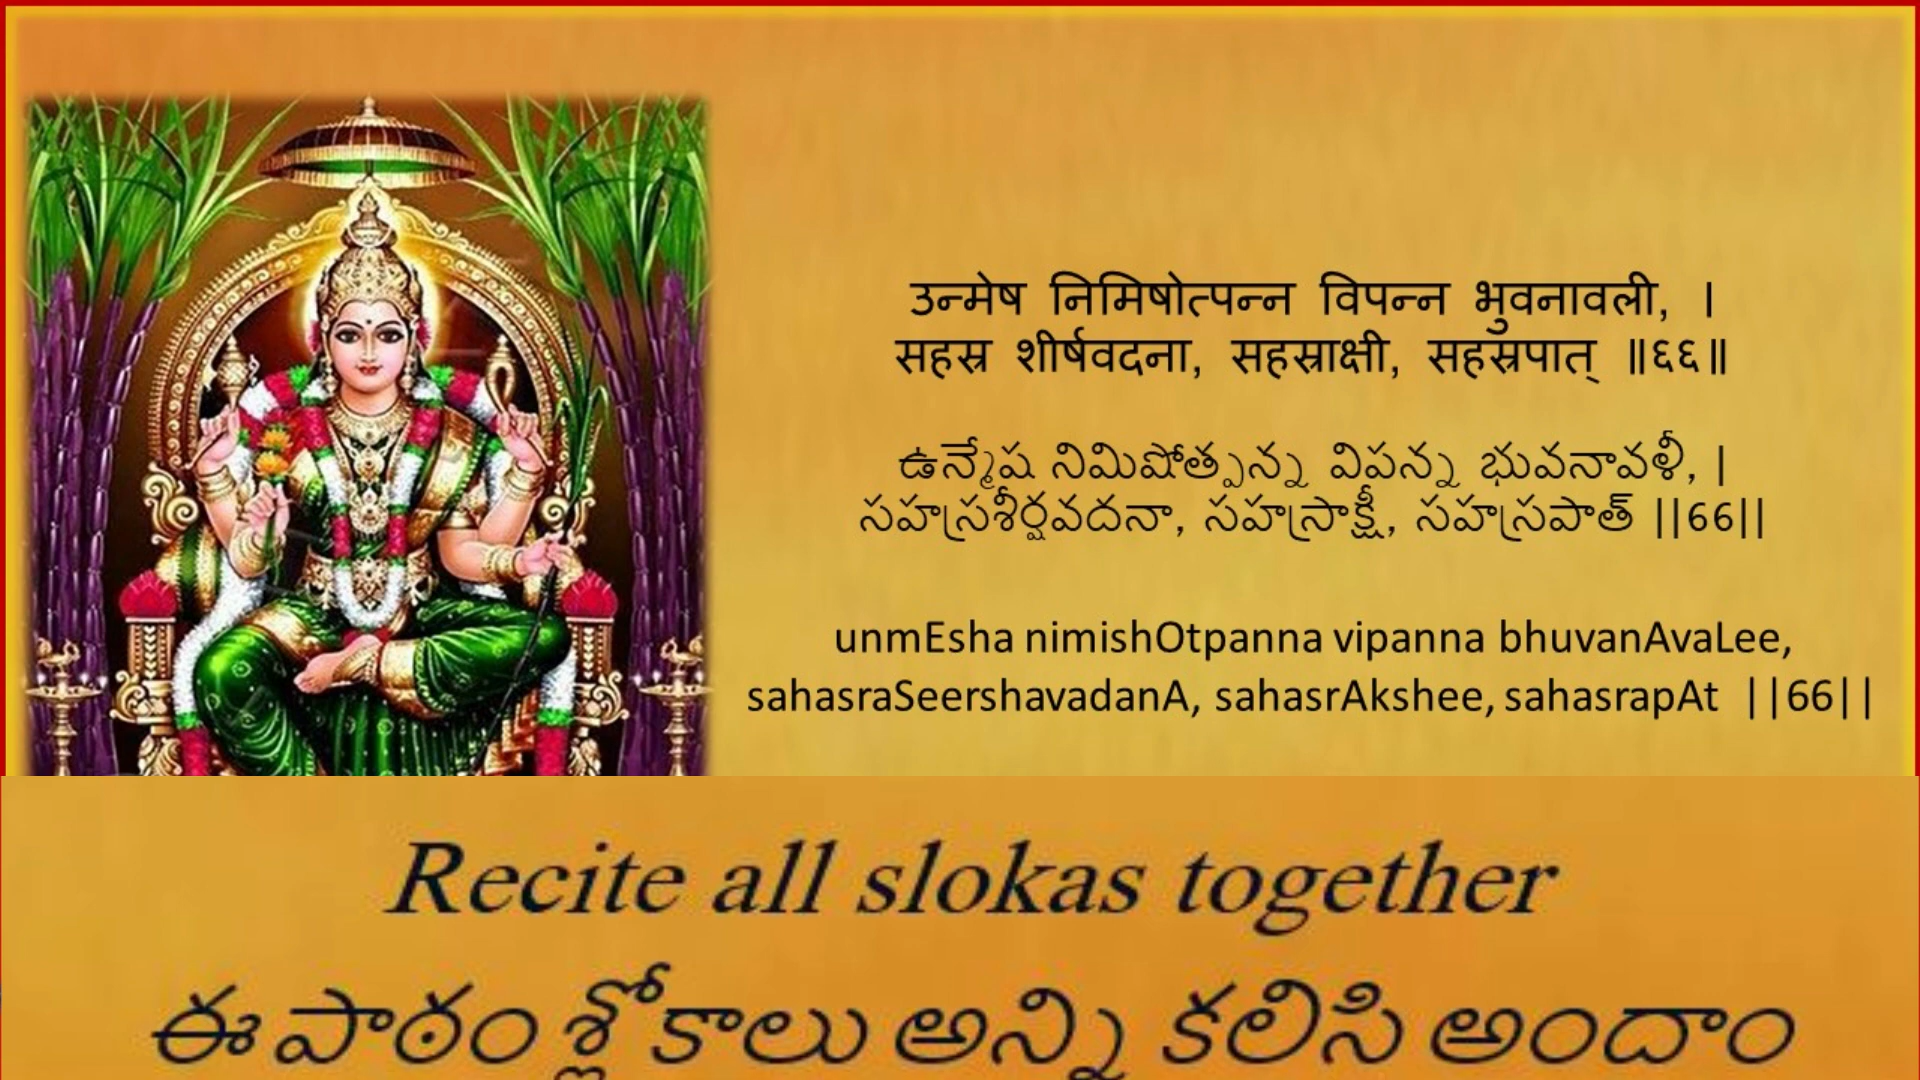 उन्मेष निमिषोत्पन्न विपन्न भुवनावली, ।
सहस्र शीर्षवदना, सहस्राक्षी, सहस्रपात् ॥६६॥
ఉన్మేష నిమిషోత్పన్న విపన్న భువనావళీ, |
సహస్రశీర్షవదనా, సహస్రాక్షీ, సహస్రపాత్ ||66||
unmEsha nimishOtpanna vipanna bhuvanAvaLee,
sahasraSeershavadanA, sahasrAkshee, sahasrapAt ||66||
Recite all slokas together
ఈ పాఠం శ్లోకాలు అన్ని కలిసి అందాం